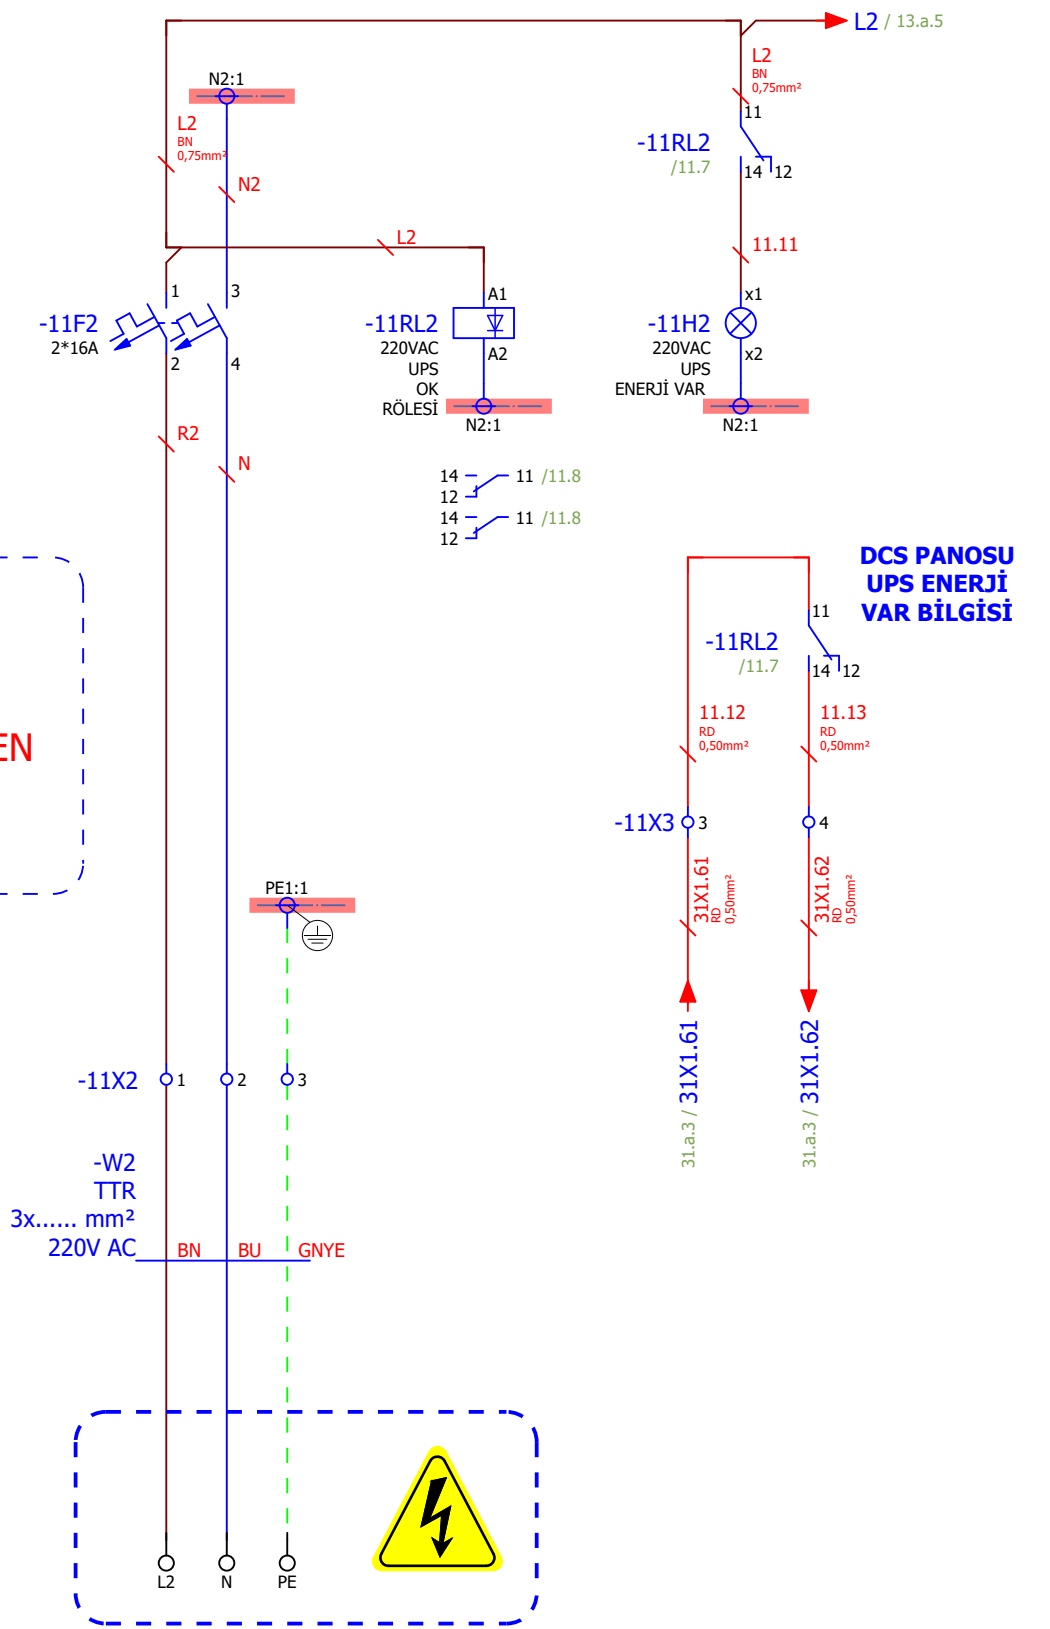 L2 / 13.a.5
N2:1
L2
BN
0,75mm²
N2
L2
L2
BN
0,75mm²
11
-11RL2
/11.7
14
12
11.11
1
3
-11F2
2*16A
2
4
A1
-11RL2
220VAC
UPS
OK
RÖLESİ
A2
N2:1
x1
-11H2
220VAC
UPS
ENERJİ VAR
x2
N2:1
R2
N
14
11 /11.8
12
14
11 /11.8
12
DCS PANOSU
UPS ENERJİ
VAR BİLGİSİ
11
-11RL2
/11.7
14
12
11.12
RD
0,50mm²
11.13
RD
0,50mm²
EN
-11X3
3
4
31X1.61
RD
0,50mm²
31X1.62
RD
0,50mm²
31.a.3 / 31X1.61
31.a.3 / 31X1.62
PE1:1
-11X2
1
2
3
-W2
TTR
3x...... mm²
220V AC
BN
BU
GNYE
L2
N
PE